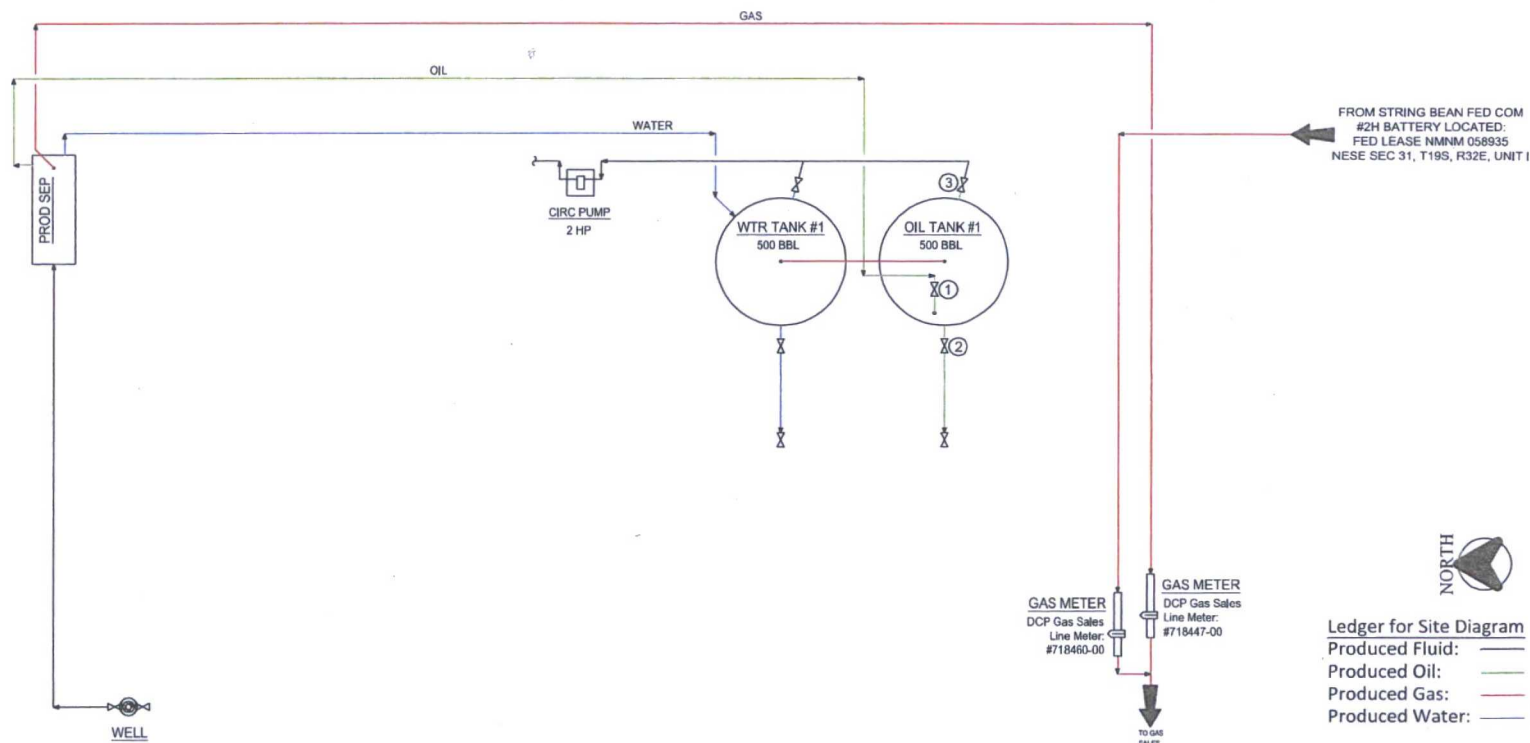 GAS
OIL
WATER
FROM STRING BEAN FED COM
#2H BATTERY LOCATED:
FED LEASE NMNM 058935
NESE SEC 31, T19S, R32E, UNIT I
PROD SEP
CIRC PUMP
2 HP
WTR TANK #1
500 BBL
OIL TANK #1
500 BBL
3
1
2
NORTH
GAS METER
DCP Gas Sales
Line Meter:
#718460-00
GAS METER
DCP Gas Sales
Line Meter:
#718447-00
Ledger for Site Diagram
Produced Fluid:
Produced Oil:
Produced Gas:
Produced Water:
WELL
TO GAS
SALES